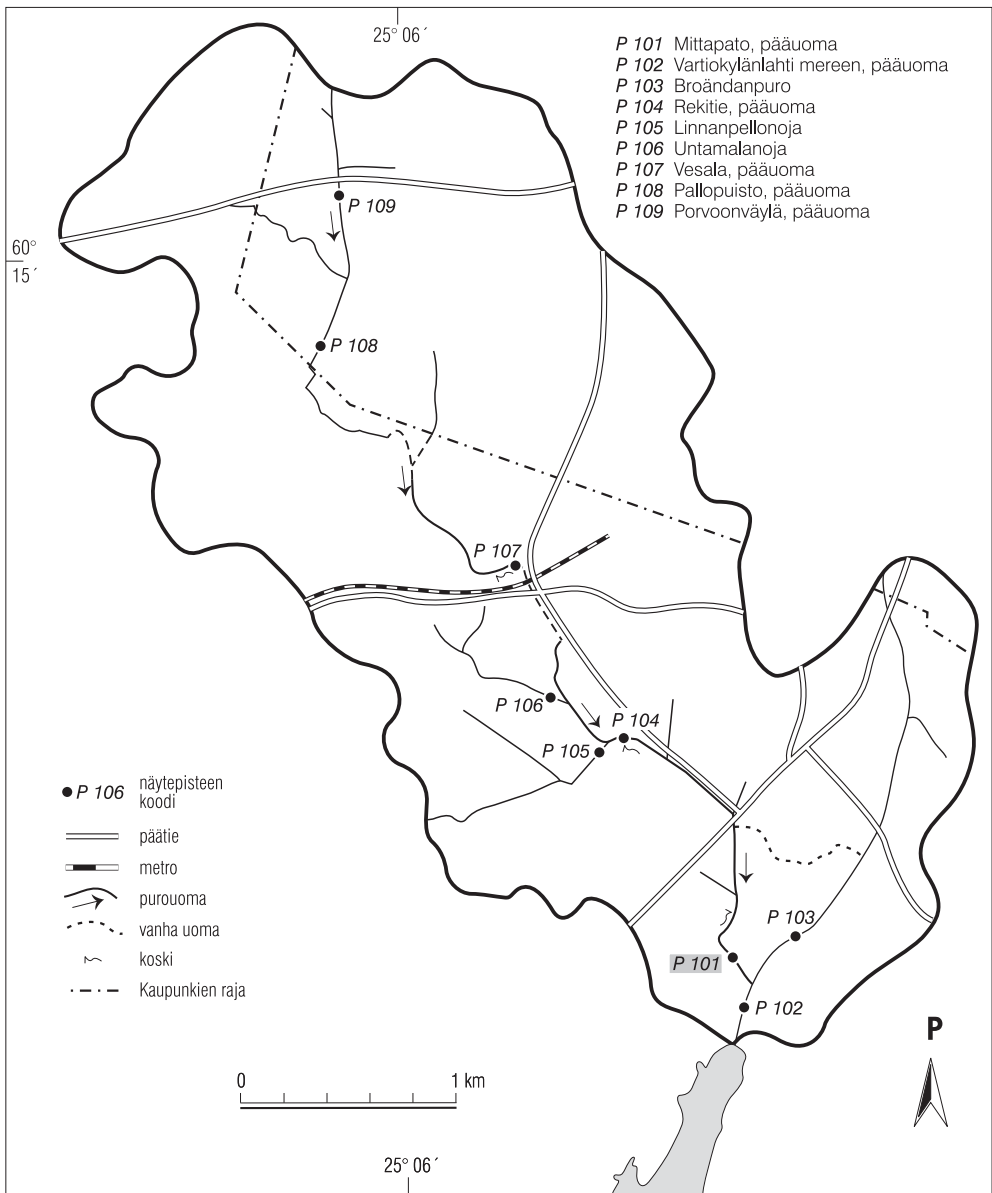 25° 06´
P 101 Mittapato, pääuoma
P 102 Vartiokylänlahti mereen, pääuoma
P 103 Broändanpuro
P 104 Rekitie, pääuoma
P 105 Linnanpellonoja
P 106 Untamalanoja
P 107 Vesala, pääuoma
P 108 Pallopuisto, pääuoma
P 109 Porvoonväylä, pääuoma
P 109
60°
15´
P 108
P 107
P 106
P 104
P 105
P 103
P 101
P 102
P 106 näytepisteen
koodi
päätie
metro
purouoma
vanha uoma
koski
Kaupunkien raja
P
0 1 km
25° 06´